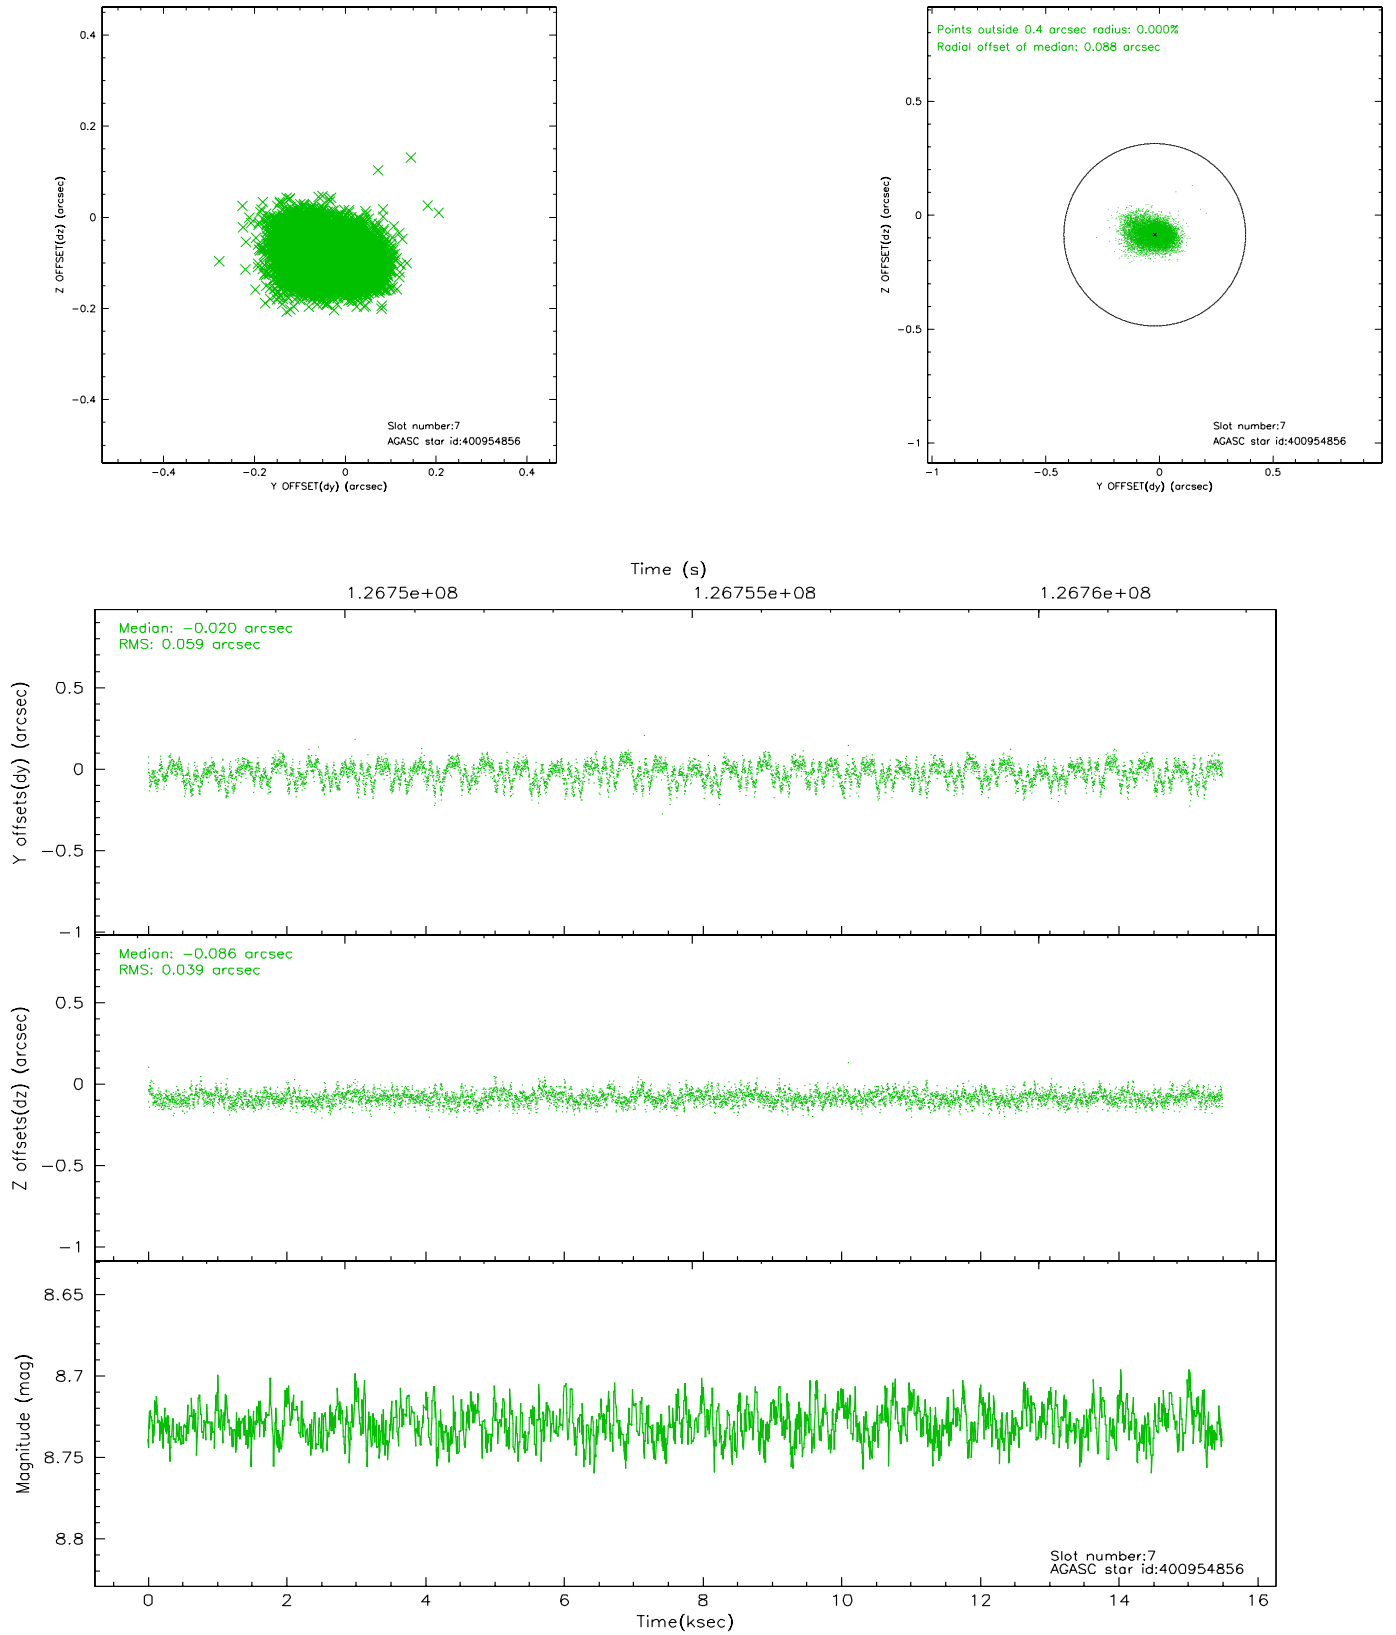 0.4
0.2
0
−0.2
−0.4
Z OFFSET(dz) (arcsec)
Slot number:7
AGASC star id:400954856
−0.4 −0.2 0 0.2 0.4
Y OFFSET(dy) (arcsec)
Points outside 0.4 arcsec radius: 0.000%
Radial offset of median: 0.088 arcsec
0.5
0
−0.5
−1
Z OFFSET(dz) (arcsec)
Slot number:7
AGASC star id:400954856
−1 −0.5 0 0.5
Y OFFSET(dy) (arcsec)
Time (s)
1.2675e+08 1.26755e+08 1.2676e+08
Median: −0.020 arcsec
RMS: 0.059 arcsec
0.5
0
−0.5
−1
Y offsets(dy) (arcsec)
Median: −0.086 arcsec
RMS: 0.039 arcsec
0.5
0
−0.5
−1
Z offsets(dz) (arcsec)
8.65
8.7
8.75
8.8
Magnitude (mag)
Slot number:7
AGASC star id:400954856
0 2 4 6 8 10 12 14 16
Time(ksec)